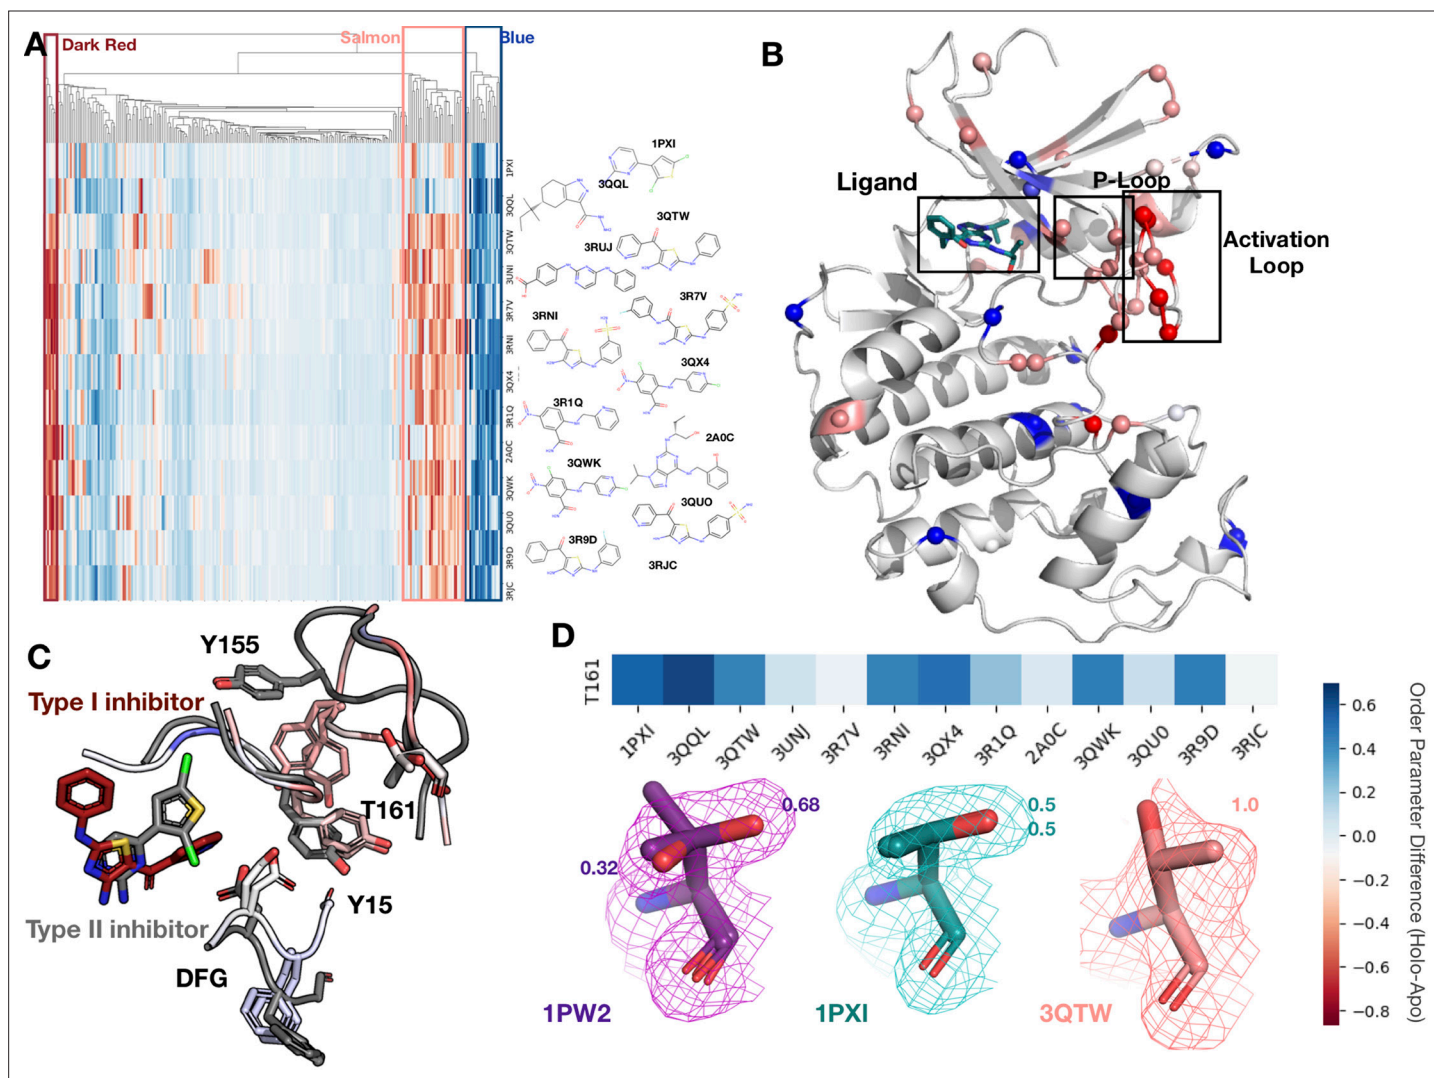 A
Dark Red
Salmon
Blue
1PXI
3QQL
3QTW
3UNI
3R7V
3RNI
3QX4
3R1Q
2A0C
3QWK
3QU0
3R9D
3RJC
1PXI
3QQL
3QTW
3RUJ
3R7V
3RNI
3QX4
3R1Q
2A0C
3QWK
3QUO
3R9D
3RJC
B
Ligand
P-Loop
Activation
Loop
C
Y155
Type I inhibitor
T161
Y15
Type II inhibitor
DFG
D
T161
1PXI
3QQL
3QTW
3UNJ
3R7V
3RNI
3QX4
3R1Q
2A0C
3QWK
3QU0
3R9D
3RJC
0.68
0.32
1PW2
0.5
0.5
1PXI
1.0
3QTW
0.6
0.4
0.2
0.0
−0.2
−0.4
−0.6
−0.8
Order Parameter Difference (Holo-Apo)